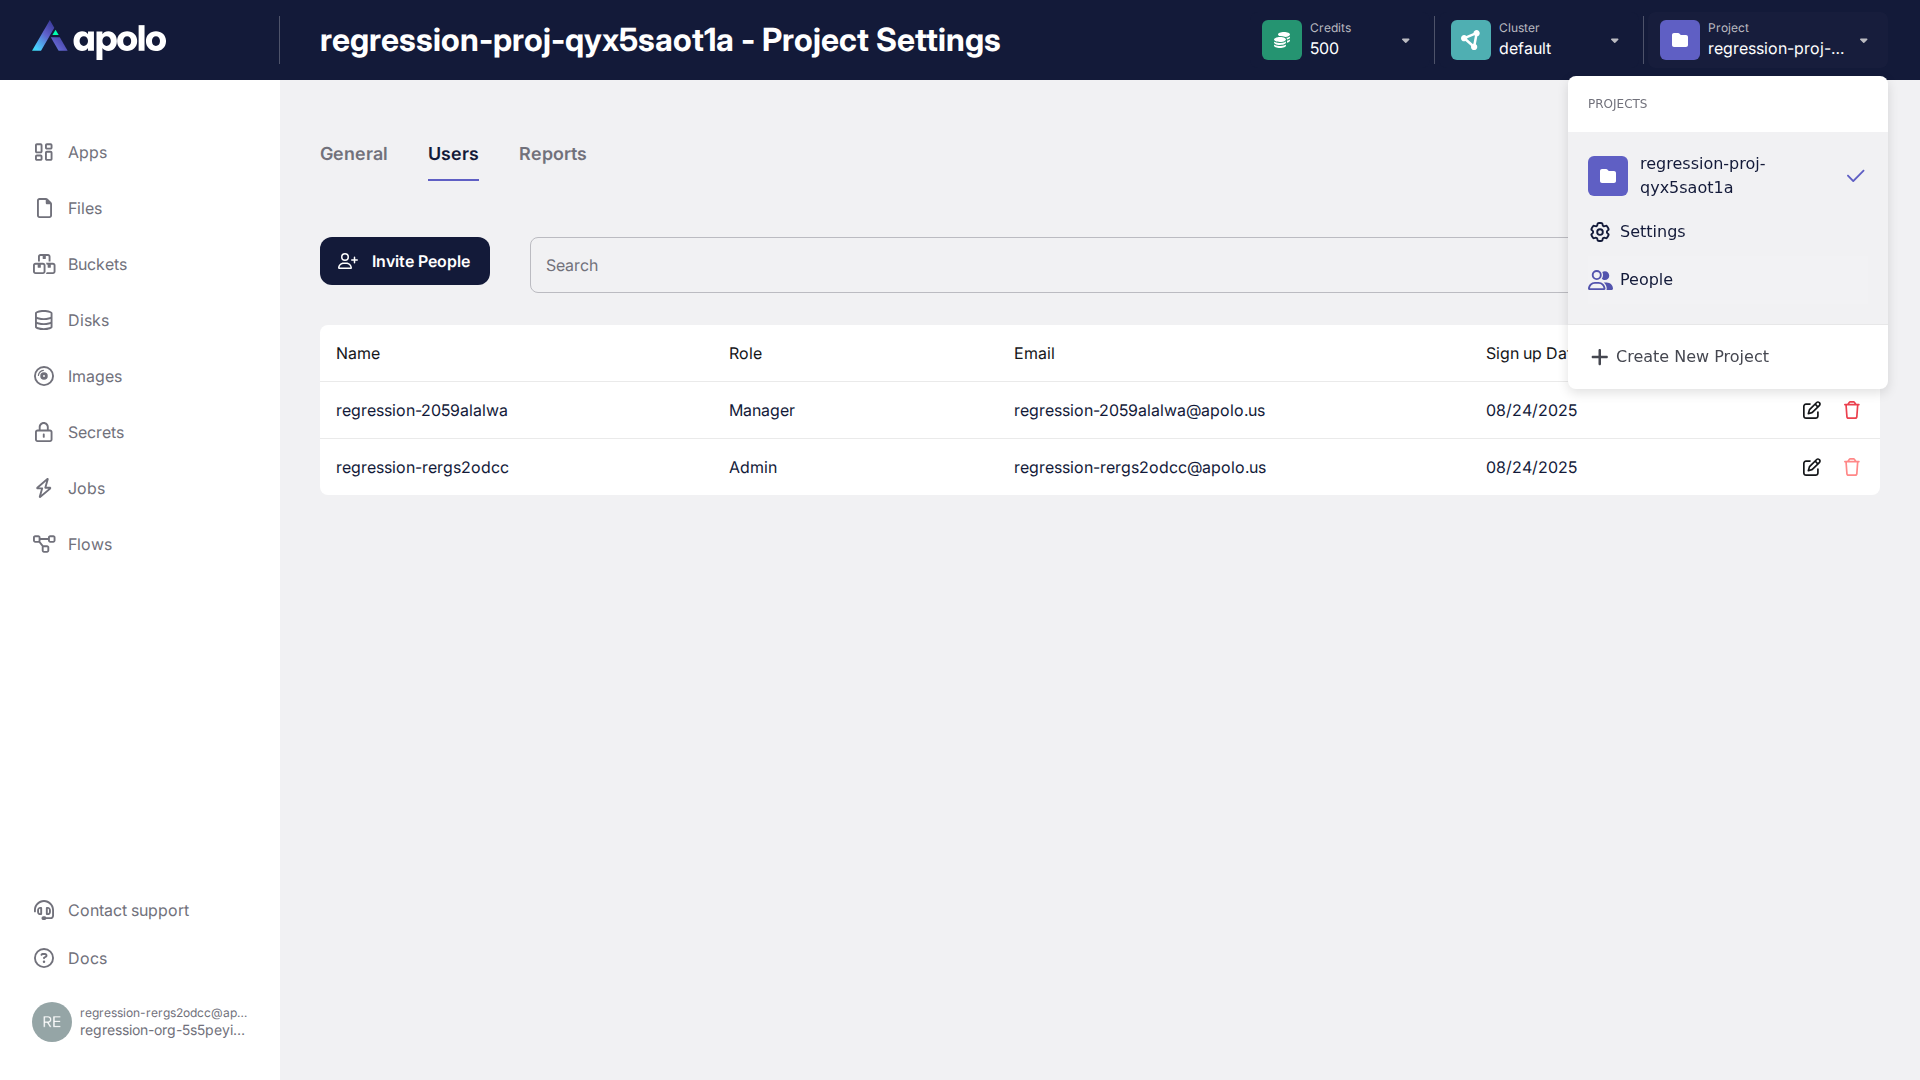 apolo
regression-proj-qyx5saot1a - Project Settings
Credits
500
Cluster
default
Project
regression-proj-...
PROJECTS
regression-proj-
qyx5saot1a
Settings
People
Create New Project
Apps
Files
Buckets
Disks
Images
Secrets
Jobs
Flows
General Users Reports
Invite People
Search
Name Role Email Sign up Da
regression-2059alalwa Manager regression-2059alalwa@apolo.us 08/24/2025
regression-rergs2odcc Admin regression-rergs2odcc@apolo.us 08/24/2025
Contact support
Docs
RE
regression-rergs2odcc@ap...
regression-org-5s5peyi...